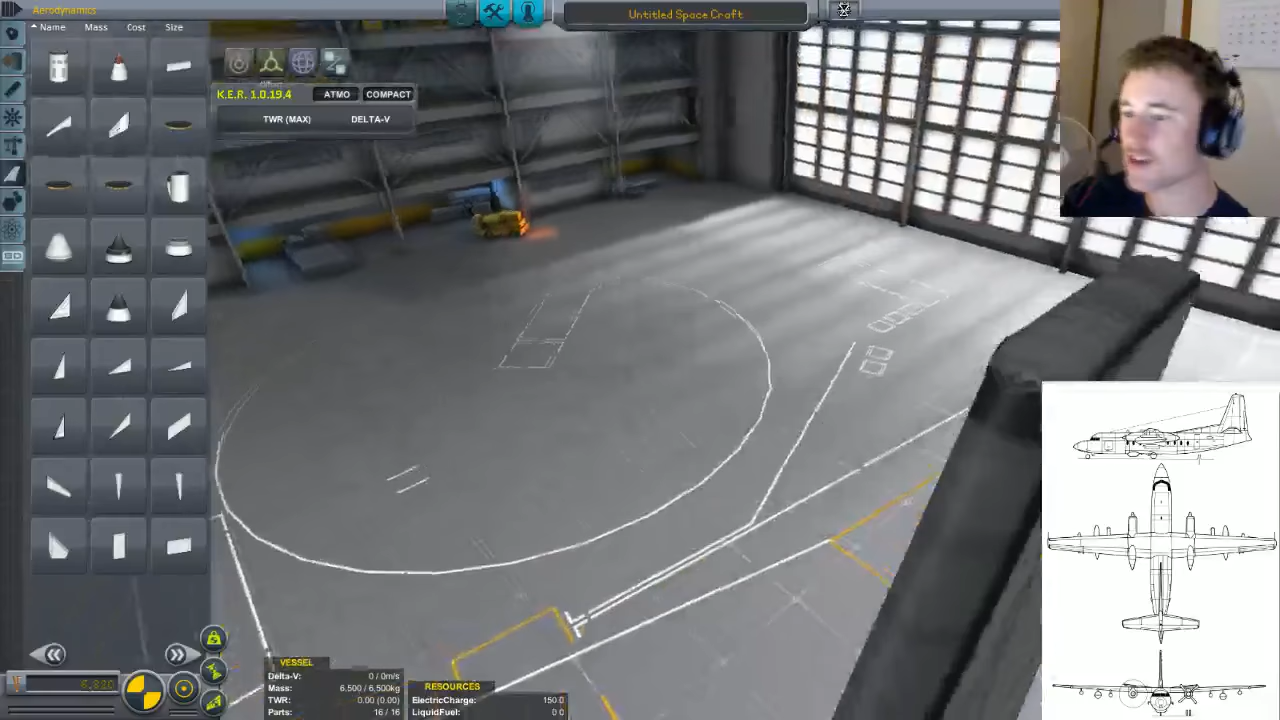 Aerodynamics
Untitled Space Craft
Name Mass Cost Size
K.E.R. 1.0.19.4 ATMO COMPACT
TWR (MAX) DELTA-V
VESSEL
Delta-V: 0 / 0m/s
Mass: 6,500 / 6,500kg
TWR: 0.00 (0.00)
Parts: 16 / 16
RESOURCES
ElectricCharge: 150.0
LiquidFuel: 0.0